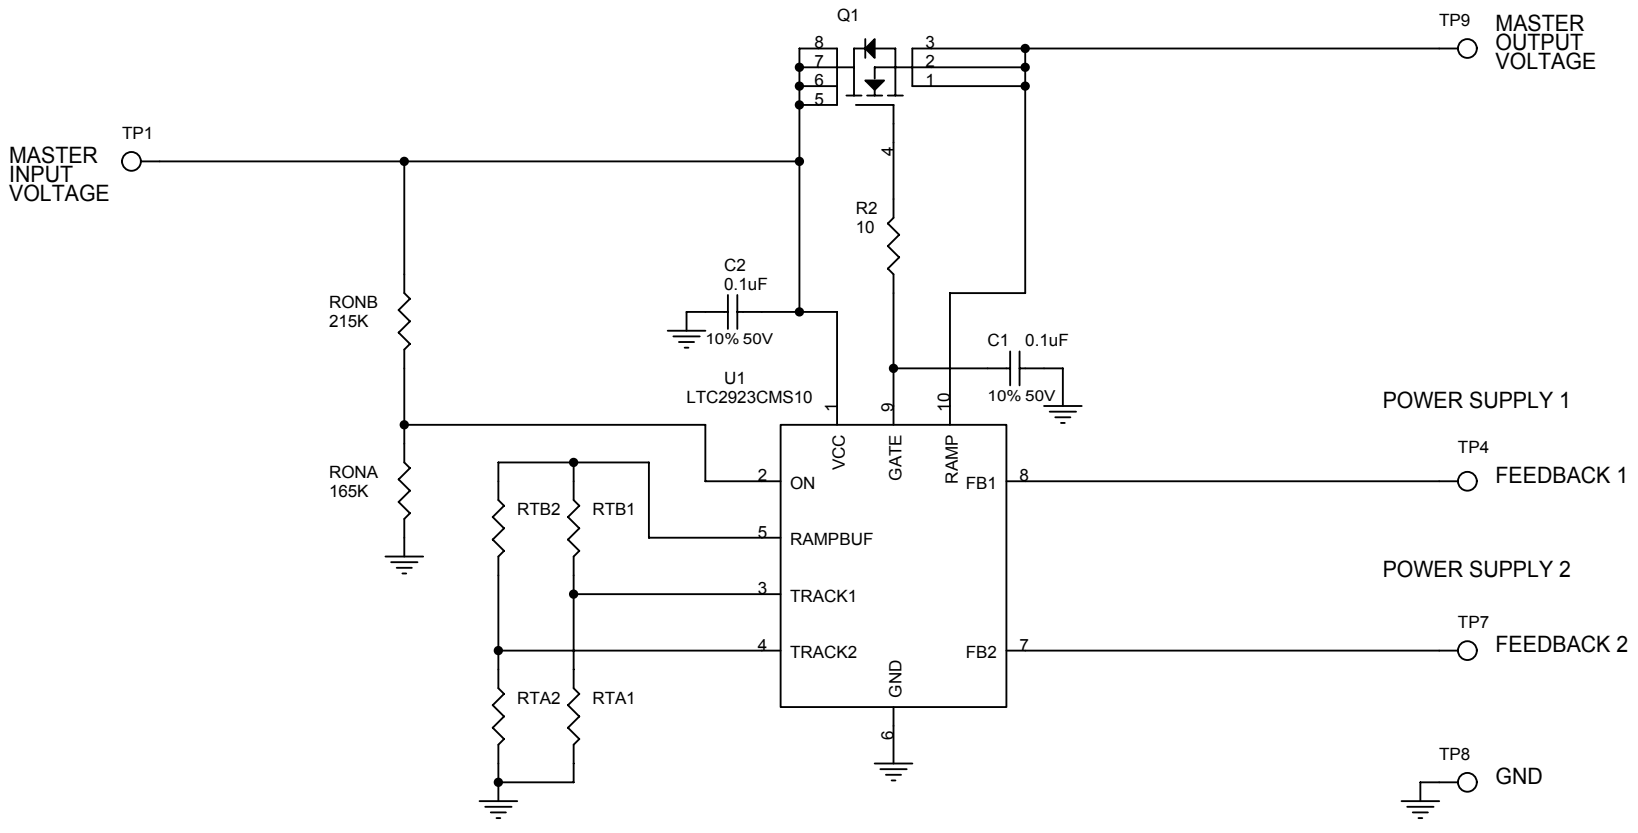 Q1
TP9
MASTER
OUTPUT
VOLTAGE
8
7
6
5
3
2
1
TP1
MASTER
INPUT
VOLTAGE
4
R2
10
C2
0.1uF
10% 50V
RONB
215K
C1 0.1uF
10% 50V
U1
LTC2923CMS10
1
9
10
POWER SUPPLY 1
VCC
GATE
RAMP
TP4
RONA
165K
2
ON
FB1
8
FEEDBACK 1
RTB2
RTB1
5
RAMPBUF
POWER SUPPLY 2
3
TRACK1
TP7
4
TRACK2
FB2
7
FEEDBACK 2
GND
RTA2
RTA1
6
TP8
GND